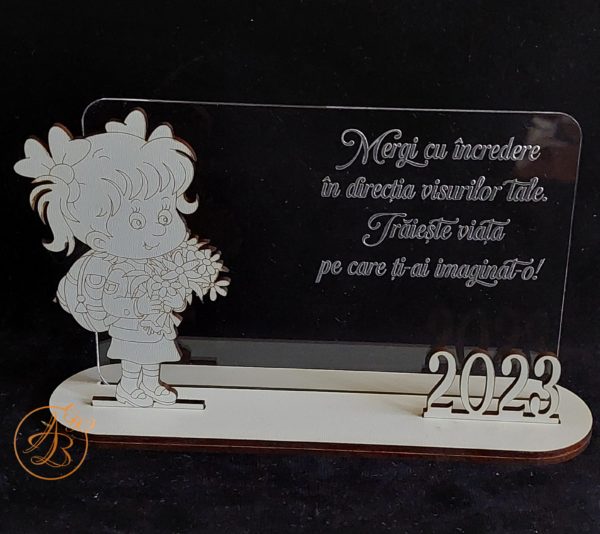 Mergi cu încredere
în direcția visurilor tale.
Trăiește viața
pe care ți-ai imaginat-o!
2023